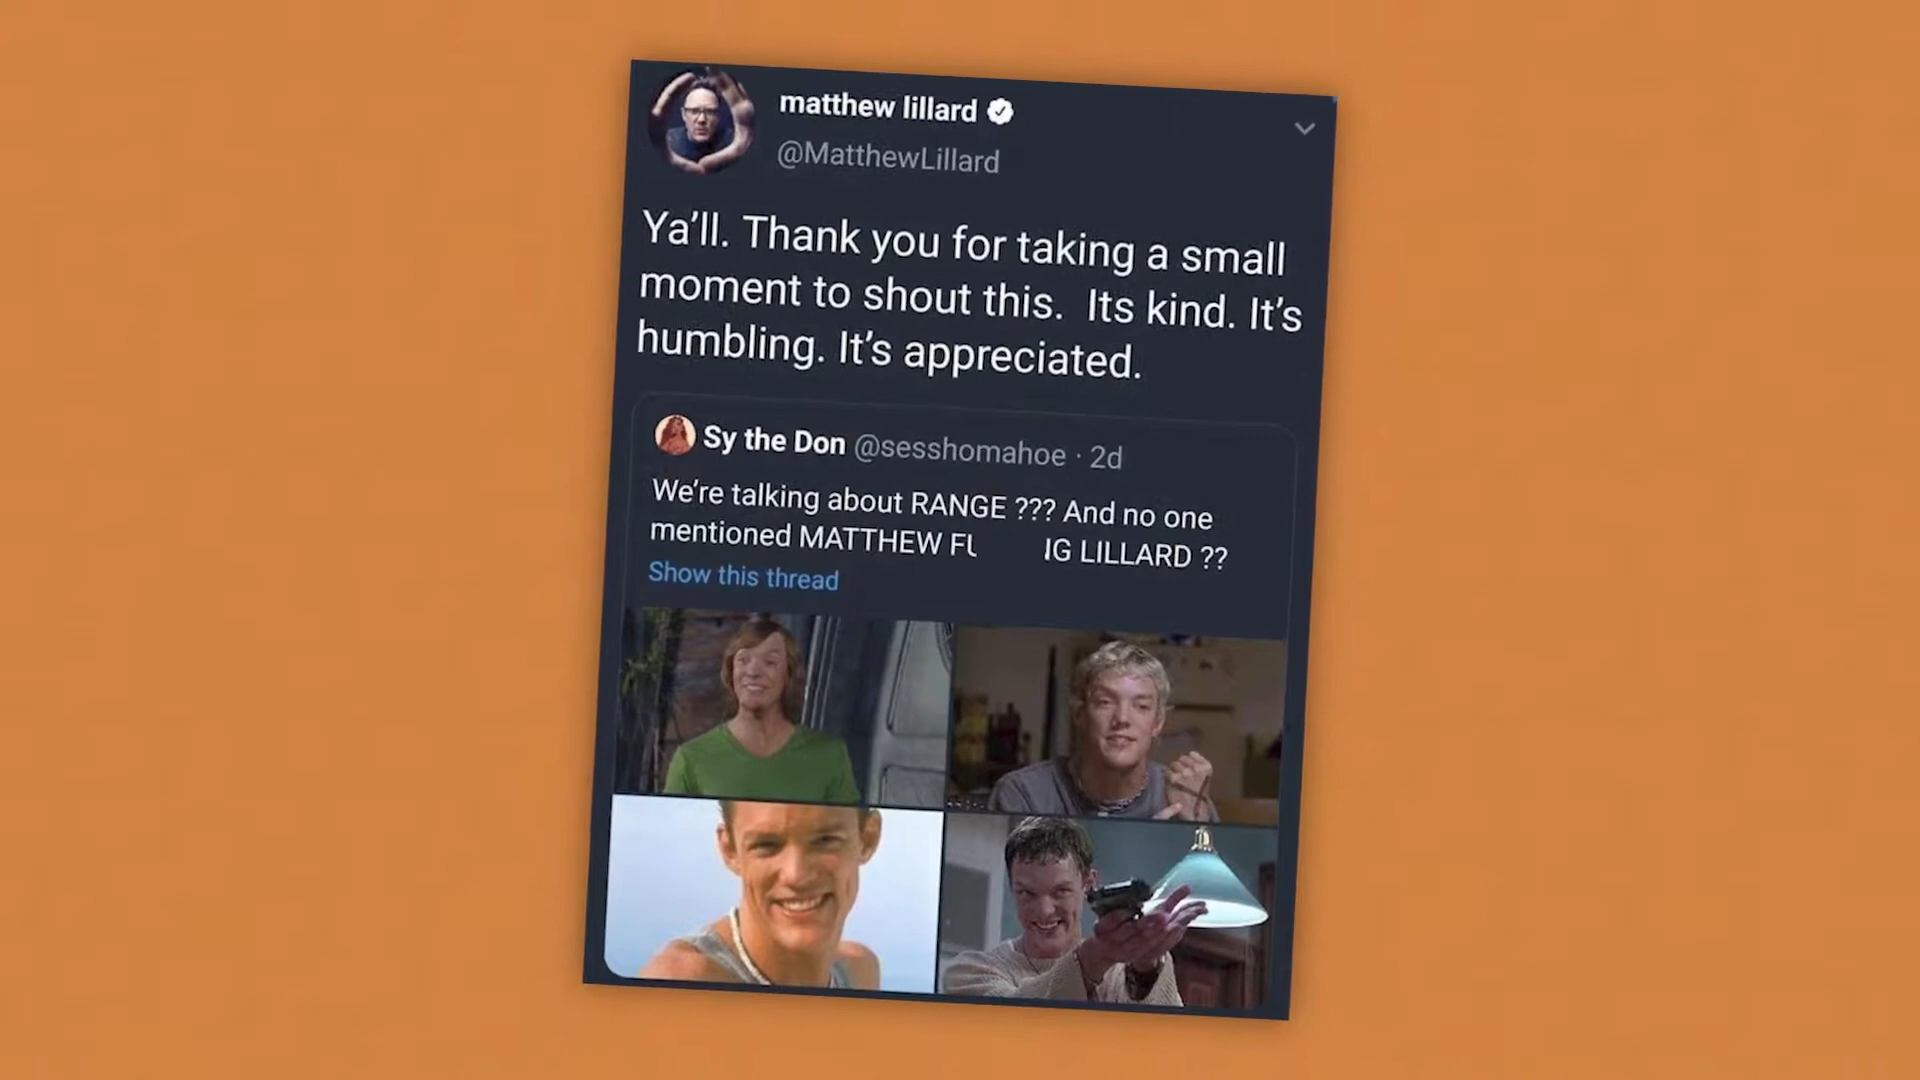 matthew lillard
@MatthewLillard
Ya'll. Thank you for taking a small
moment to shout this.  Its kind. It's
humbling. It's appreciated.
Sy the Don @sesshomahoe · 2d
We're talking about RANGE ??? And no one
mentioned MATTHEW FU IG LILLARD ??
Show this thread